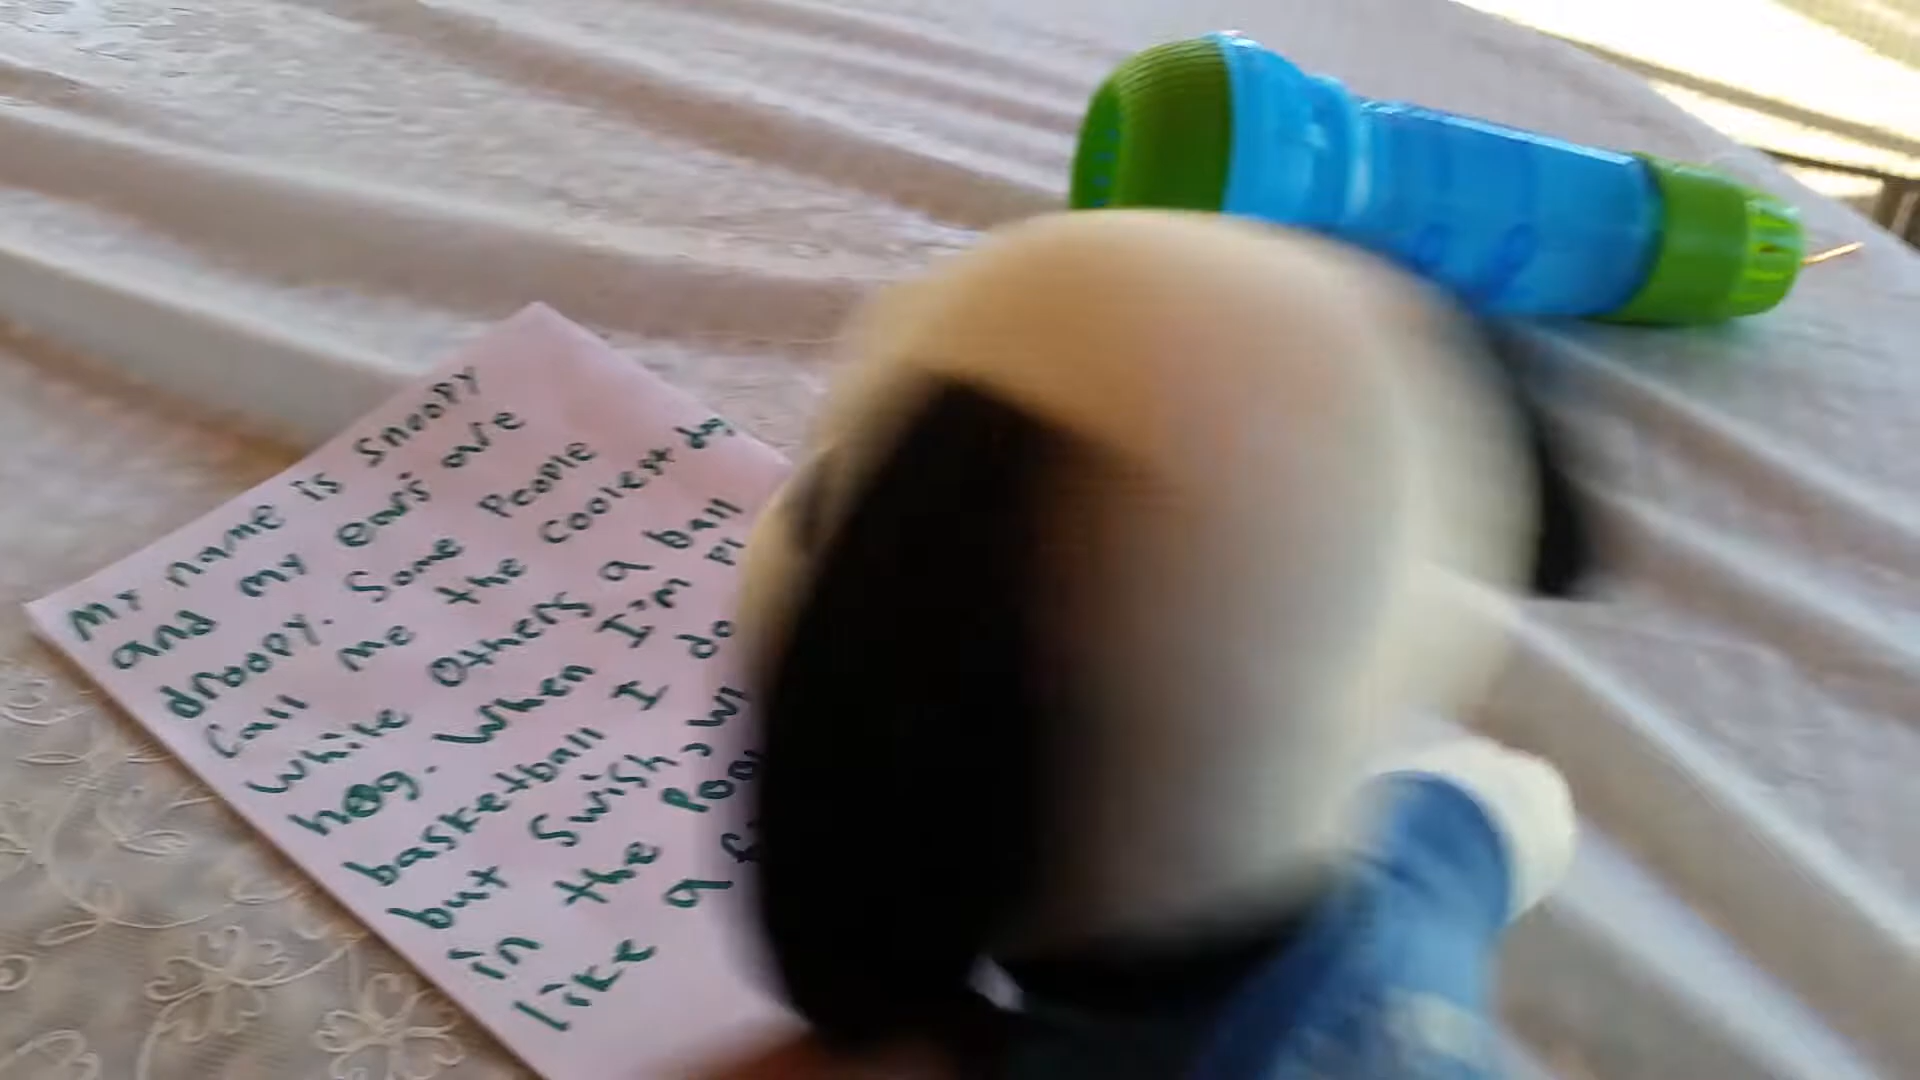 My name is Snoopy
and my ears are
droopy. Some People
Call me the coolest dog
While Others a ball
hog. When I'm
basketball I do
but Swish,
in the
like a